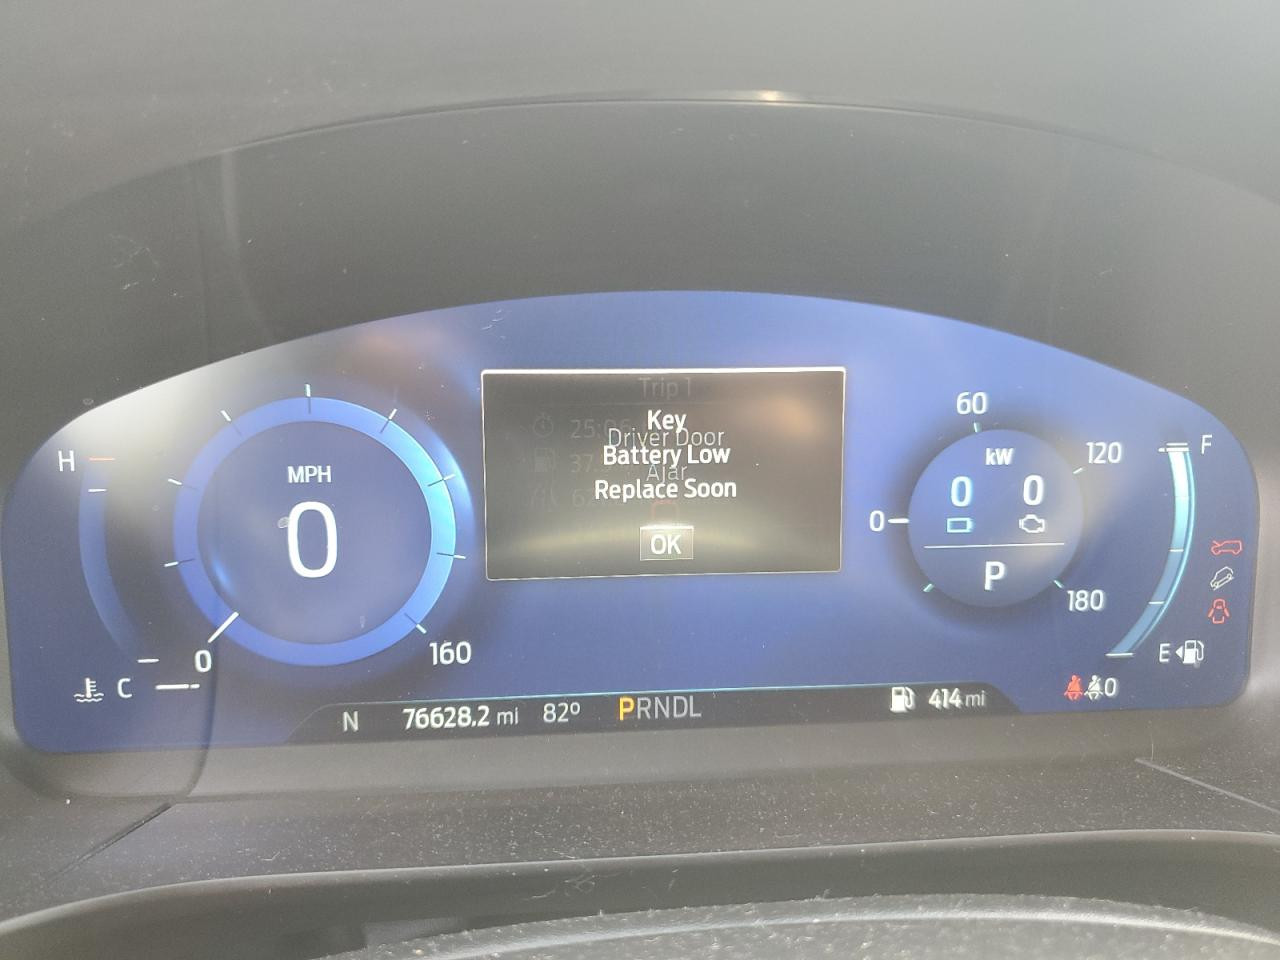 Trip 1
Key
Driver Door
Battery Low
Ajar
Replace Soon
OK
H
C
MPH
0
0
160
60
120
180
0
kW
0 0
P
F
E
N 76628.2 mi 82° PRNDL 414 mi
0